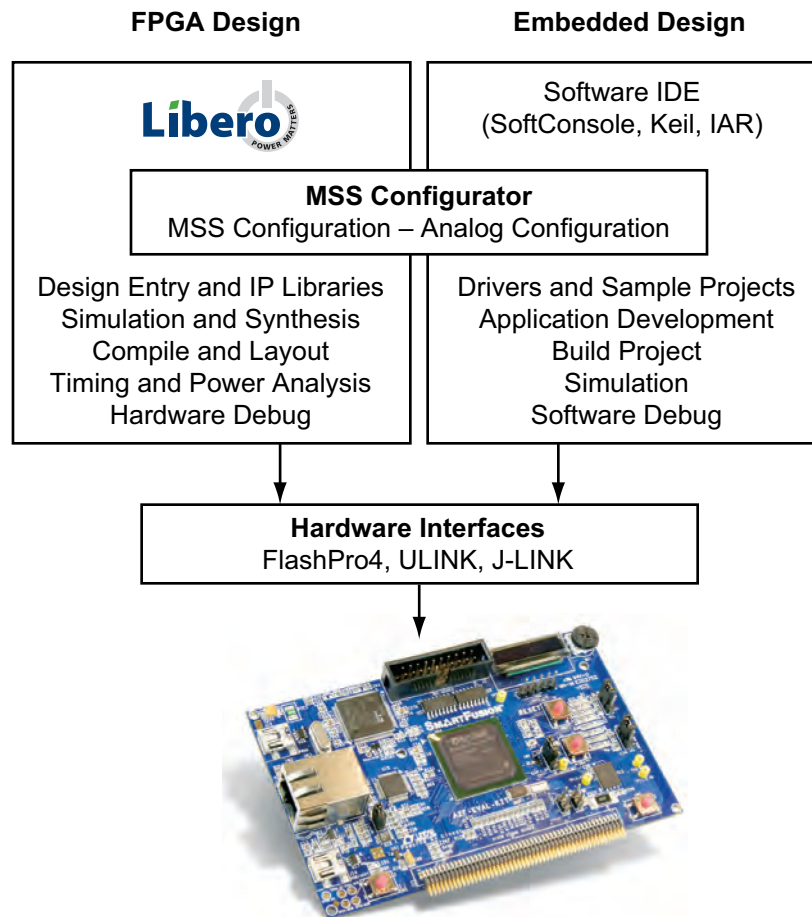 FPGA Design
Embedded Design
Libero
POWER MATTERS
Software IDE
(SoftConsole, Keil, IAR)
MSS Configurator
MSS Configuration – Analog Configuration
Design Entry and IP Libraries
Simulation and Synthesis
Compile and Layout
Timing and Power Analysis
Hardware Debug
Drivers and Sample Projects
Application Development
Build Project
Simulation
Software Debug
Hardware Interfaces
FlashPro4, ULINK, J-LINK
SMARTFUSION
RESET